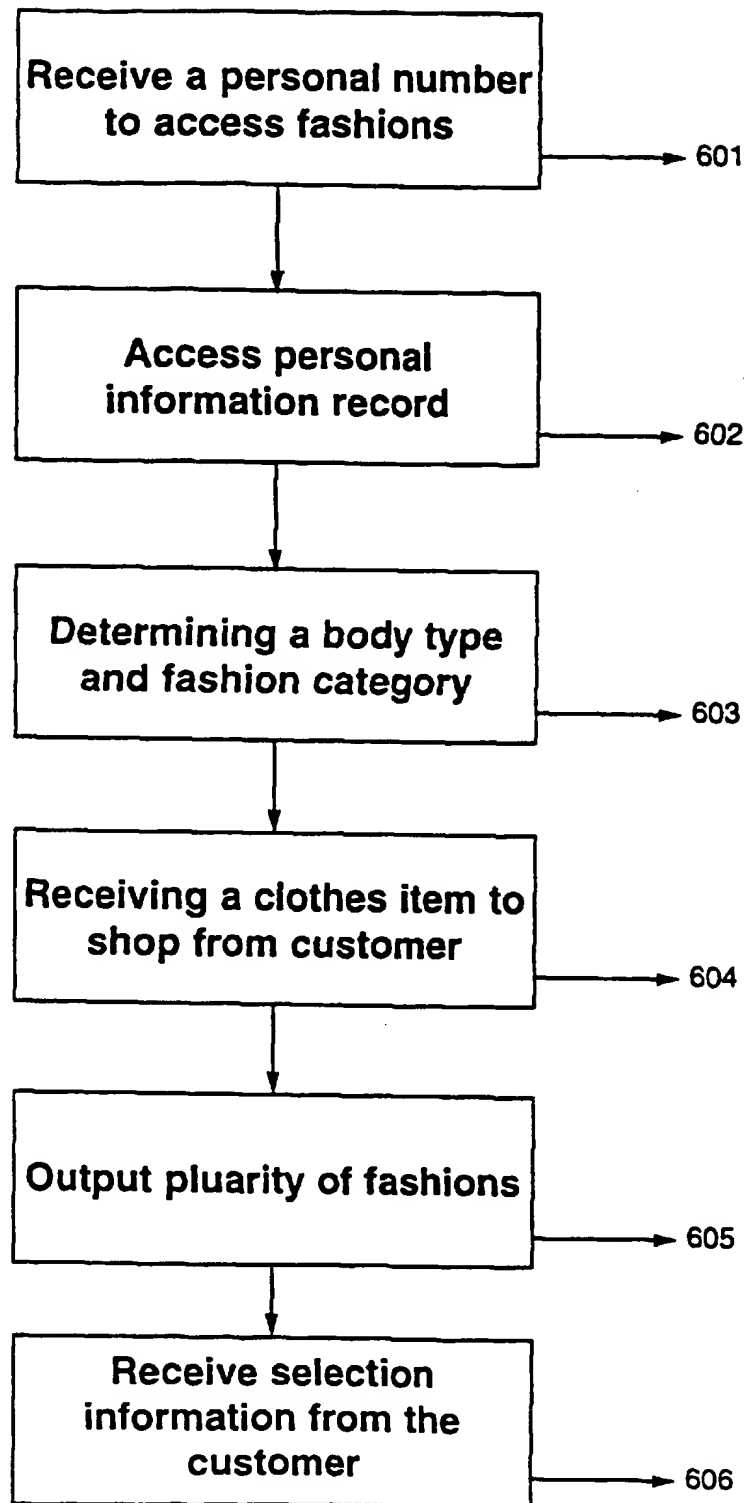 Receive a personal number
to access fashions
601
Access personal
information record
602
Determining a body type
and fashion category
603
Receiving a clothes item to
shop from customer
604
Output pluarity of fashions
605
Receive selection
information from the
customer
606